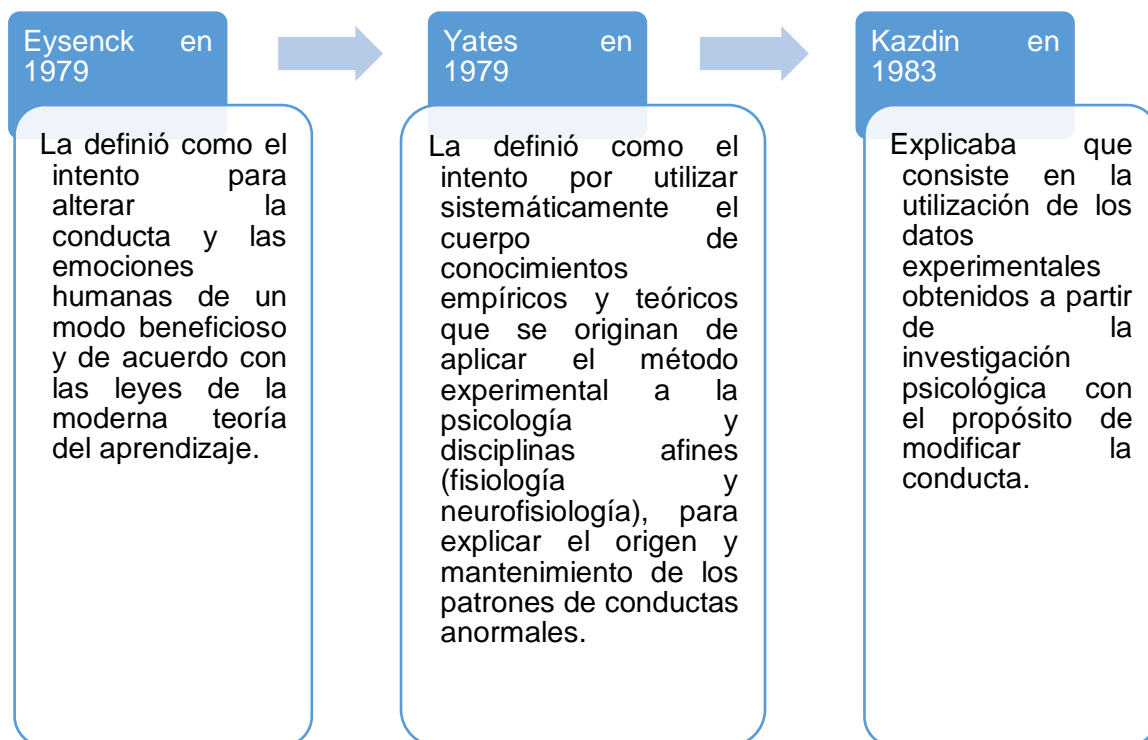 Eysenck en
1979
La definió como el
intento para
alterar la
conducta y las
emociones
humanas de un
modo beneficioso
y de acuerdo con
las leyes de la
moderna teoría
del aprendizaje.
Yates en
1979
La definió como el
intento por utilizar
sistemáticamente el
cuerpo de
conocimientos
empíricos y teóricos
que se originan de
aplicar el método
experimental a la
psicología y
disciplinas afines
(fisiología y
neurofisiología), para
explicar el origen y
mantenimiento de los
patrones de conductas
anormales.
Kazdin en
1983
Explicaba que
consiste en la
utilización de los
datos
experimentales
obtenidos a partir
de la
investigación
psicológica con
el propósito de
modificar la
conducta.